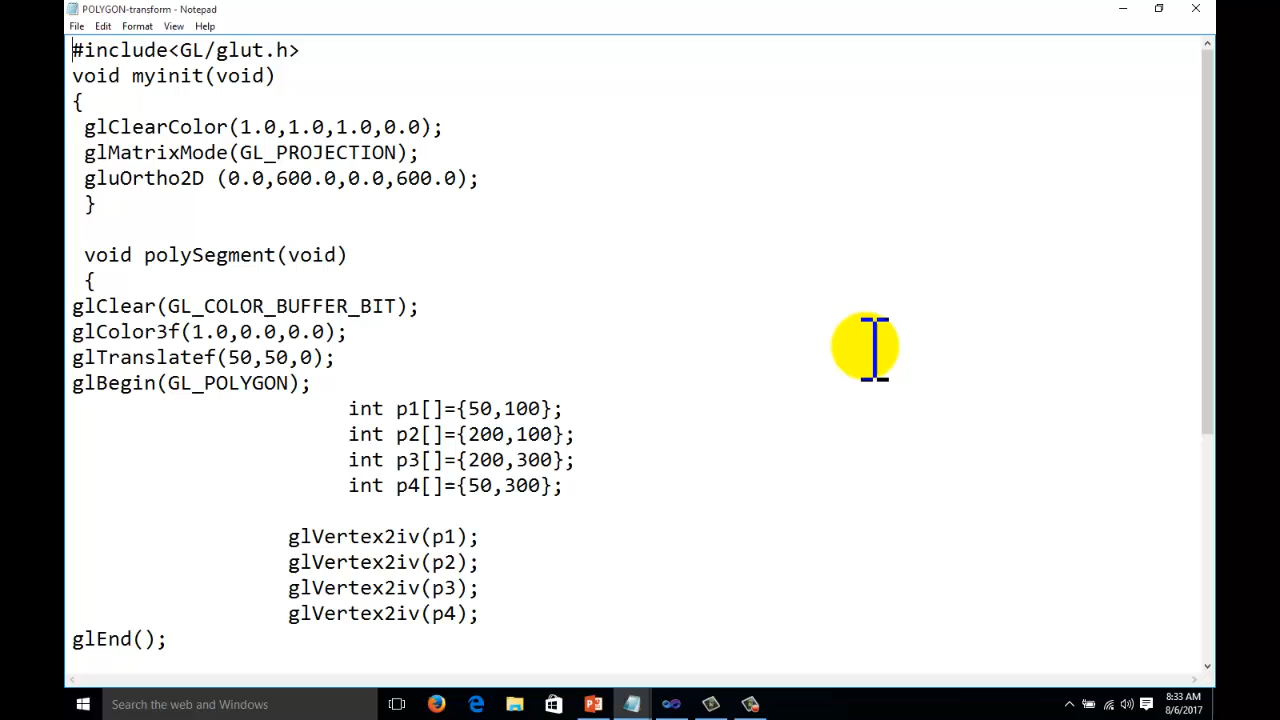 POLYGON-transform - Notepad
File Edit Format View Help
#include<GL/glut.h>
void myinit(void)
{
glClearColor(1.0,1.0,1.0,0.0);
glMatrixMode(GL_PROJECTION);
gluOrtho2D (0.0,600.0,0.0,600.0);
}
void polySegment(void)
{
glClear(GL_COLOR_BUFFER_BIT);
glColor3f(1.0,0.0,0.0);
glTranslatef(50,50,0);
glBegin(GL_POLYGON);
int p1[]={50,100};
int p2[]={200,100};
int p3[]={200,300};
int p4[]={50,300};
glVertex2iv(p1);
glVertex2iv(p2);
glVertex2iv(p3);
glVertex2iv(p4);
glEnd();
Search the web and Windows
8:33 AM
8/6/2017